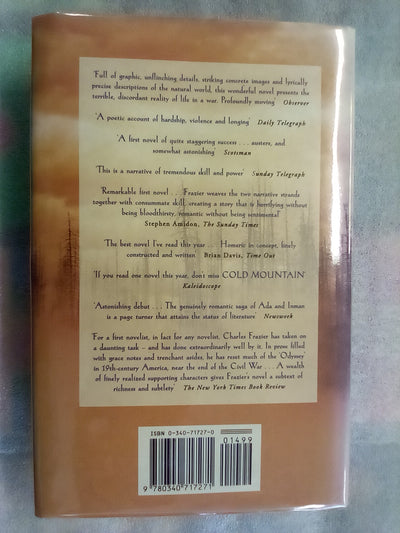 'Full of graphic, unflinching details, striking concrete images and lyrically
precise descriptions of the natural world, this wonderful novel presents the
terrible, discordant reality of life in a war. Profoundly moving' Observer
'A poetic account of hardship, violence and longing' Daily Telegraph
'A first novel of quite staggering success . . . austere, and
somewhat astonishing' Scotsman
'This is a narrative of tremendous skill and power' Sunday Telegraph
'Remarkable first novel . . . Frazier weaves the two narrative strands
together with consummate skill, creating a story that is horrifying without
being bloodthirsty, romantic without being sentimental'
Stephen Amidon, The Sunday Times
'The best novel I've read this year . . . Homeric in concept, finely
constructed and written' Brian Davis, Time Out
'If you read one novel this year, don't miss COLD MOUNTAIN'
Kaleidoscope
'Astonishing debut . . . The genuinely romantic saga of Ada and Inman
is a page turner that attains the status of literature' Newsweek
'For a first novelist, in fact for any novelist, Charles Frazier has taken on
a daunting task – and has done extraordinarily well by it. In prose filled
with grace notes and trenchant asides, he has reset much of the 'Odyssey'
in 19th-century America, near the end of the Civil War . . . A wealth
of finely realized supporting characters gives Frazier's novel a subtext of
richness and subtlety' The New York Times Book Review
ISBN 0-340-71727-0
01499
9 780340 717271